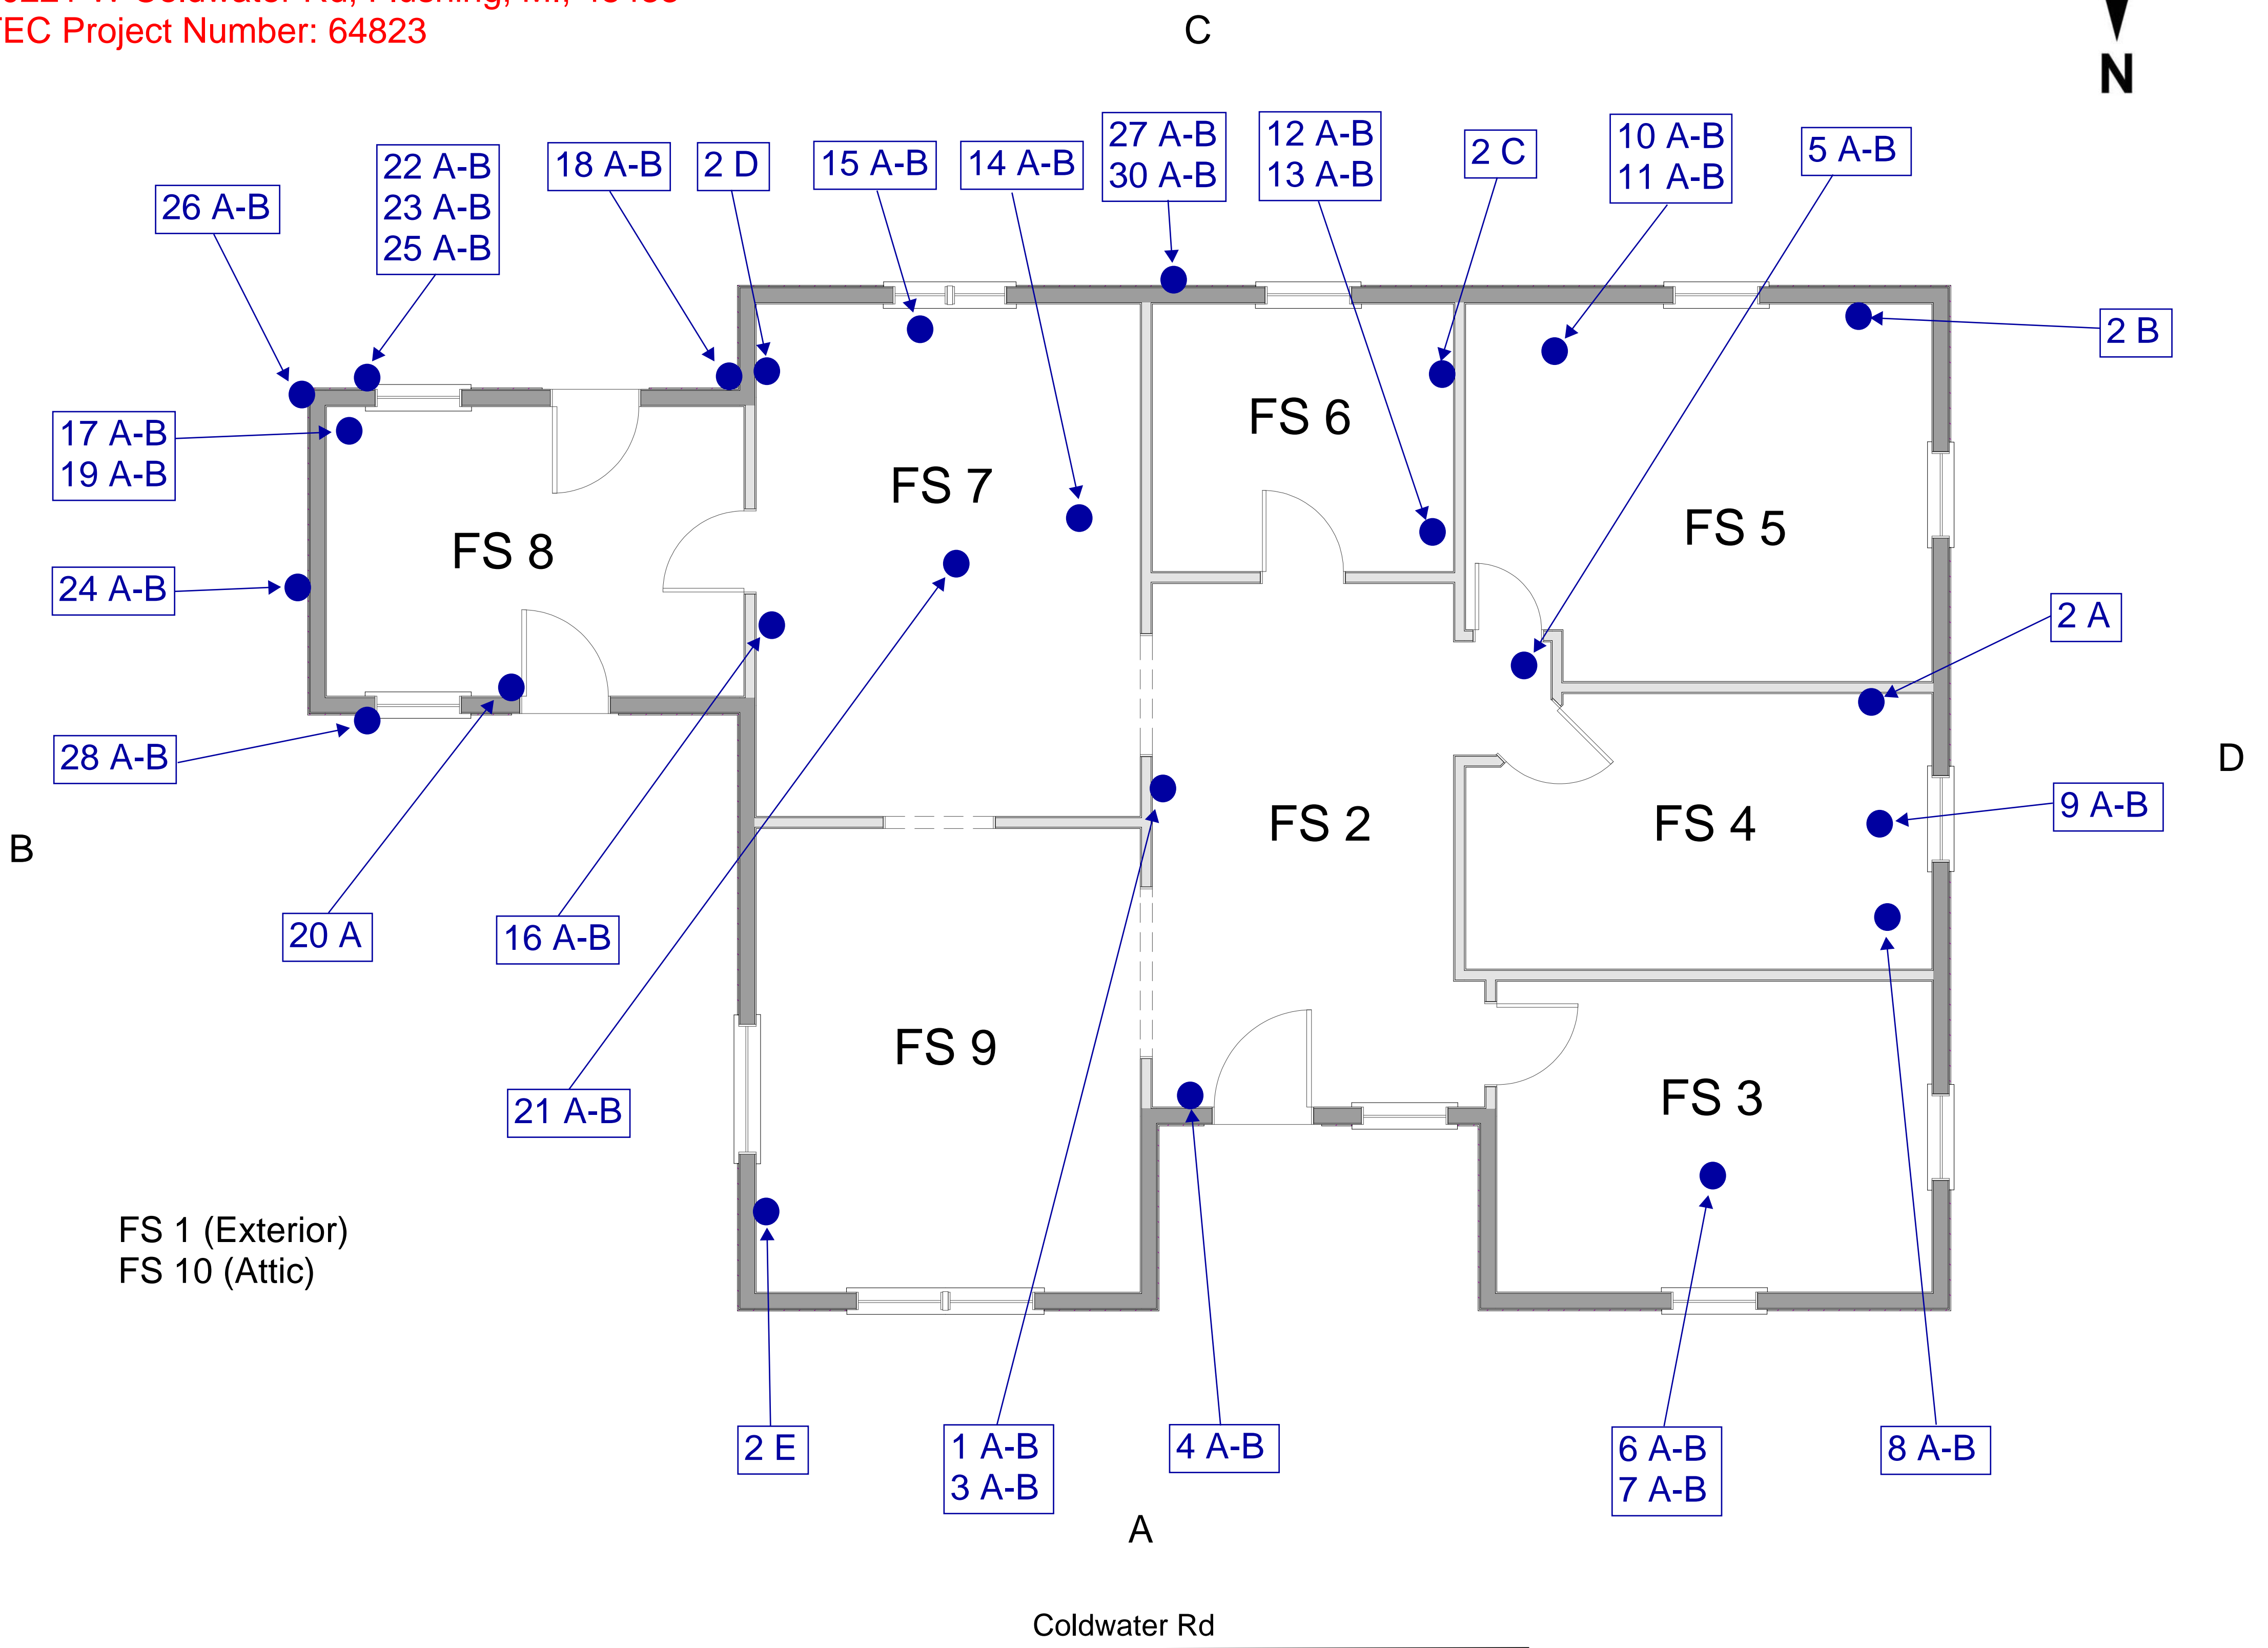 TEC Project Number: 64823
C
N
27 A-B
30 A-B
12 A-B
13 A-B
10 A-B
11 A-B
22 A-B
23 A-B
25 A-B
18 A-B
2 D
15 A-B
14 A-B
2 C
5 A-B
26 A-B
2 B
17 A-B
19 A-B
FS 6
FS 7
FS 5
FS 8
24 A-B
2 A
28 A-B
D
9 A-B
FS 2
FS 4
B
20 A
16 A-B
FS 9
FS 3
21 A-B
FS 1 (Exterior)
FS 10 (Attic)
2 E
1 A-B
3 A-B
4 A-B
6 A-B
7 A-B
8 A-B
A
Coldwater Rd